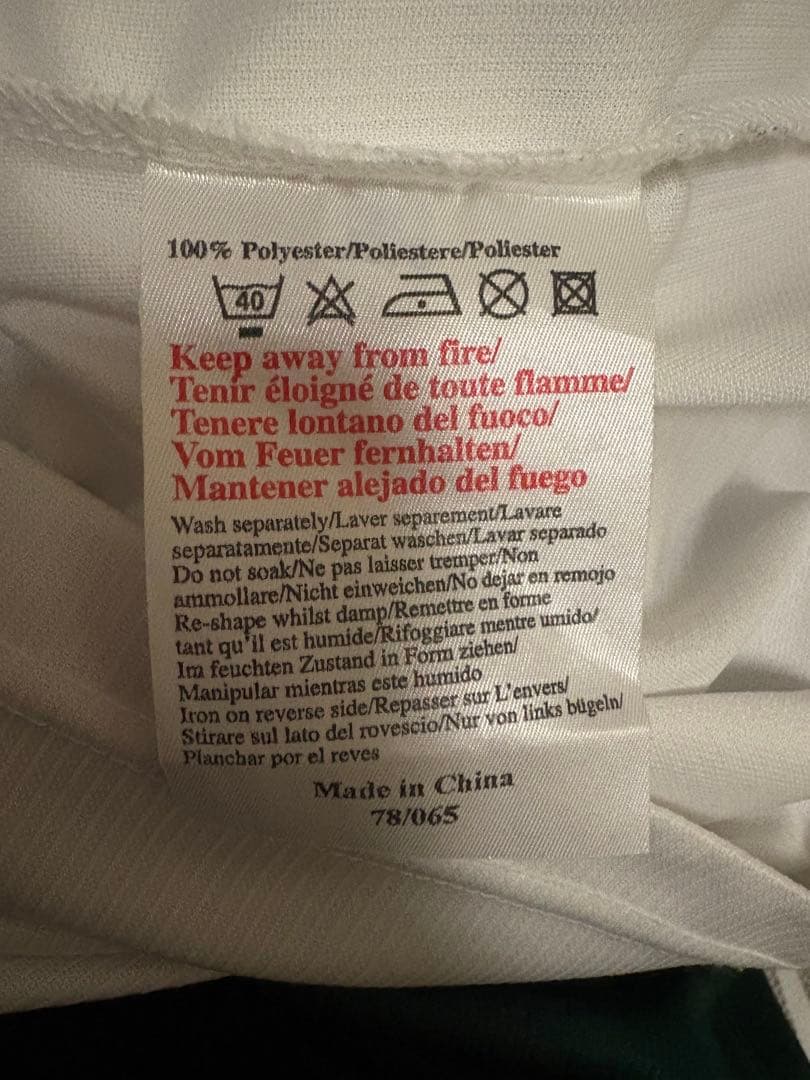 100% Polyester/Poliestere/Poliester
40
Keep away from fire/
Tenir éloigné de toute flamme/
Tenere lontano del fuoco/
Vom Feuer fernhalten/
Mantener alejado del fuego
Wash separately/Laver separement/Lavare
separatamente/Separat waschen/Lavar separado
Do not soak/Ne pas laisser tremper/Non
ammollare/Nicht einweichen/No dejar en remojo
Re-shape whilst damp/Remettre en forme
tant qu'il est humide/Rifoggiare mentre umido/
Im feuchten Zustand in Form ziehen/
Manipular mientras este humido
Iron on reverse side/Repasser sur L'envers/
Stirare sul lato del rovescio/Nur von links bügeln/
Planchar por el reves
Made in China
78/065